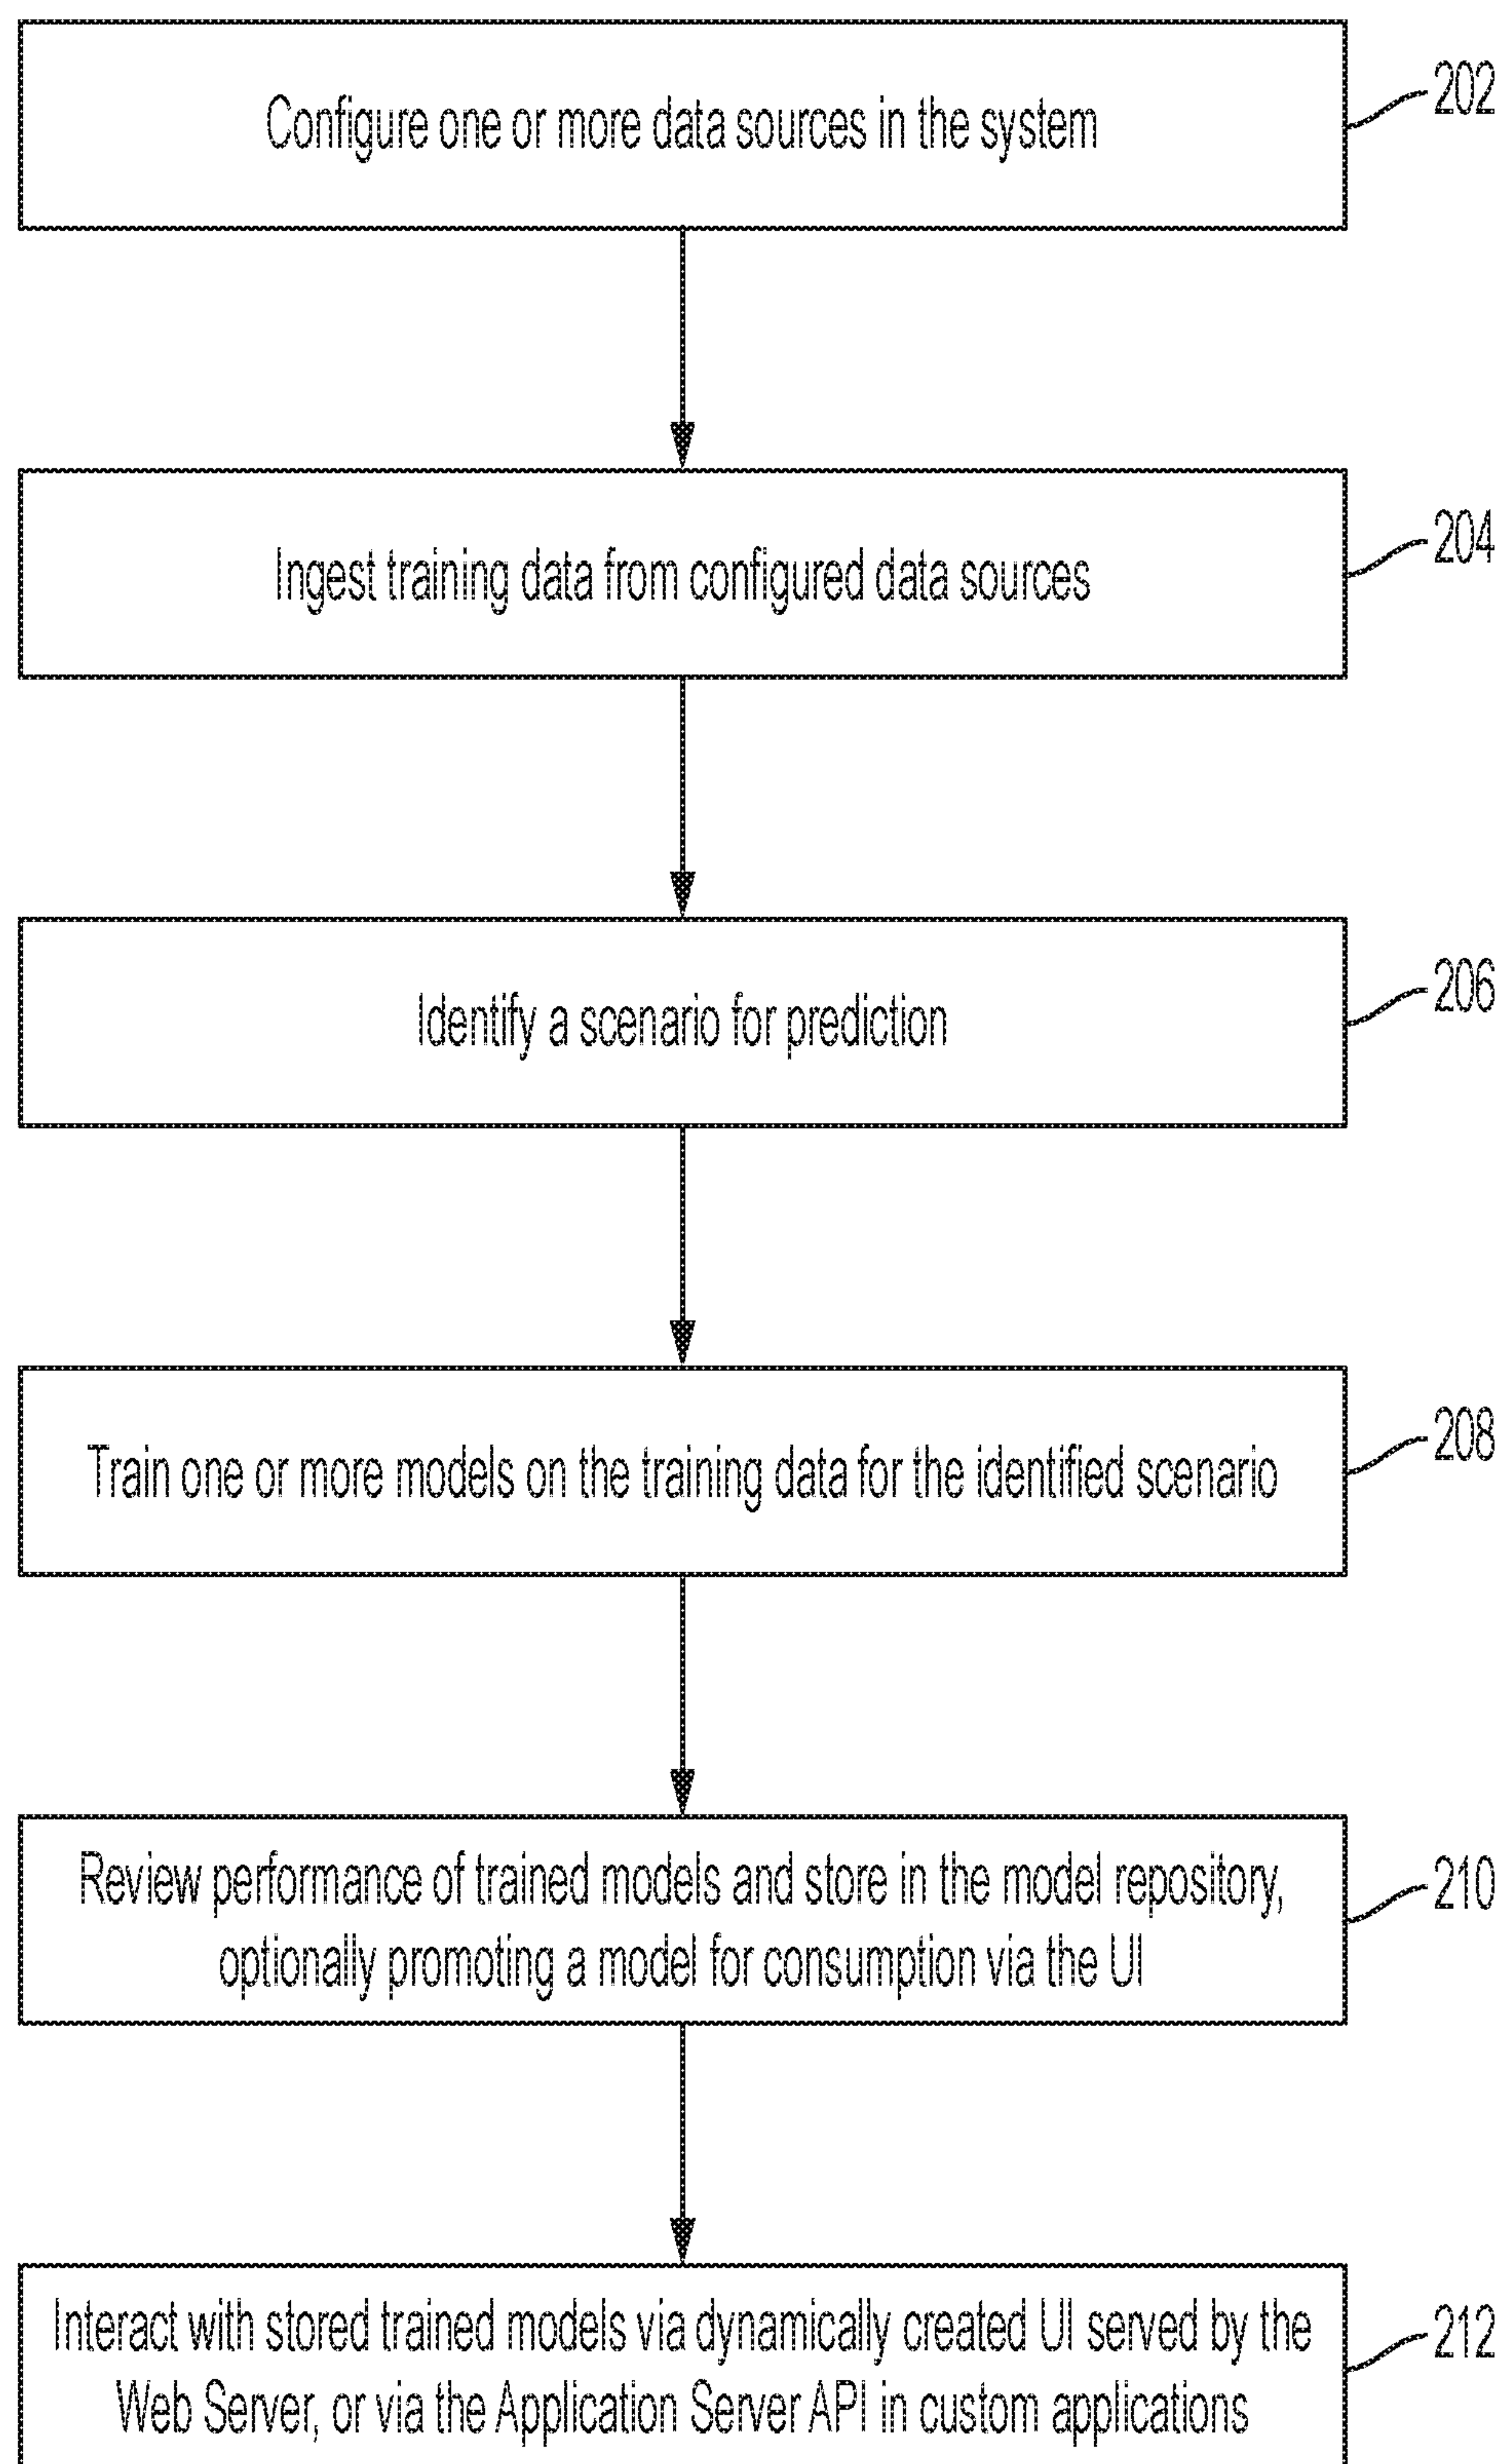 Configure one or more data sources in the system
202
Ingest training data from configured data sources
204
Identify a scenario for prediction
206
Train one or more models on the training data for the identified scenario
208
Review performance of trained models and store in the model repository,
optionally promoting a model for consumption via the UI
210
Interact with stored trained models via dynamically created UI served by the
Web Server, or via the Application Server API in custom applications
212